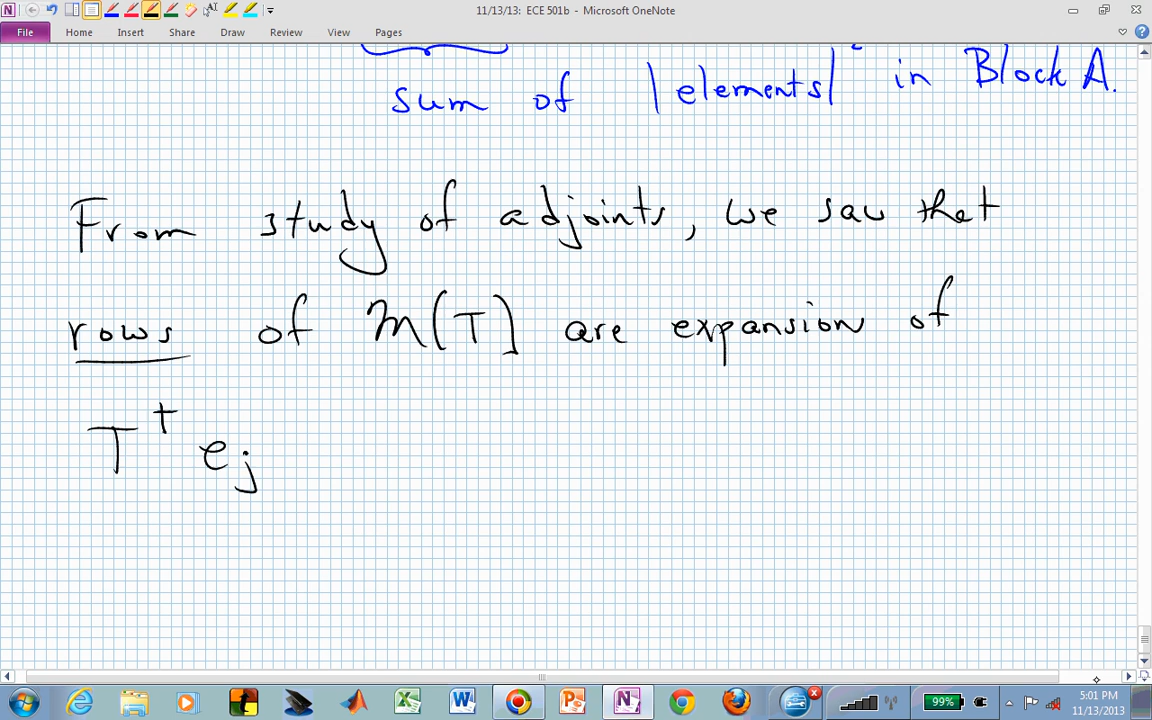 11/13/13: ECE 501b - Microsoft OneNote
File Home Insert Share Draw Review View Pages
sum of |elements|² in Block A.
From study of adjoints, we saw that
rows of M(T) are expansion of
T† ej
99%
5:01 PM
11/13/2013